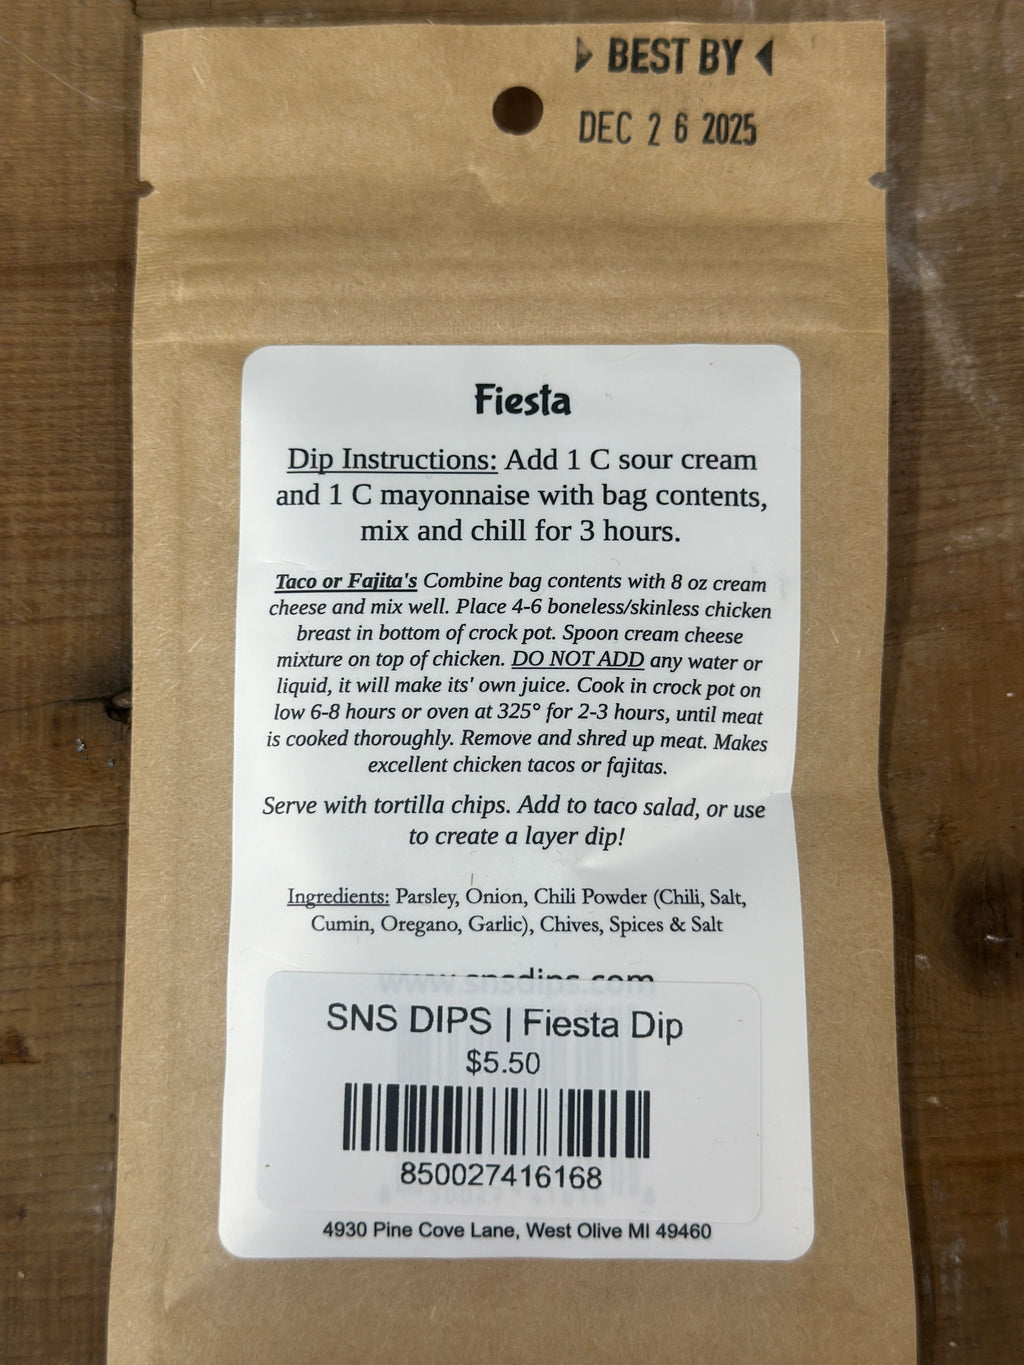 BEST BY
DEC 26 2025
Fiesta
Dip Instructions: Add 1 C sour cream
and 1 C mayonnaise with bag contents,
mix and chill for 3 hours.
Taco or Fajita's Combine bag contents with 8 oz cream
cheese and mix well. Place 4-6 boneless/skinless chicken
breast in bottom of crock pot. Spoon cream cheese
mixture on top of chicken. DO NOT ADD any water or
liquid, it will make its' own juice. Cook in crock pot on
low 6-8 hours or oven at 325° for 2-3 hours, until meat
is cooked thoroughly. Remove and shred up meat. Makes
excellent chicken tacos or fajitas.
Serve with tortilla chips. Add to taco salad, or use
to create a layer dip!
Ingredients: Parsley, Onion, Chili Powder (Chili, Salt,
Cumin, Oregano, Garlic), Chives, Spices & Salt
www.snsdips.com
SNS DIPS | Fiesta Dip
$5.50
850027416168
4930 Pine Cove Lane, West Olive MI 49460